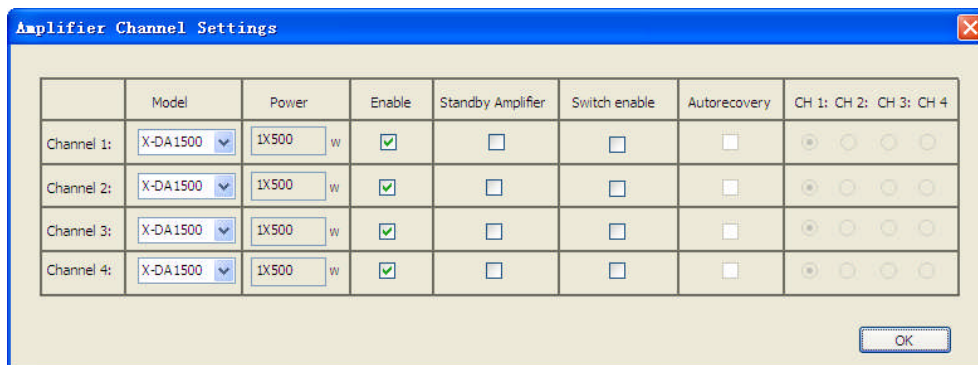 Amplifier Channel Settings
Model Power Enable Standby Amplifier Switch enable Autorecovery CH 1: CH 2: CH 3: CH 4
Channel 1: X-DA1500 1X500 W
Channel 2: X-DA1500 1X500 W
Channel 3: X-DA1500 1X500 W
Channel 4: X-DA1500 1X500 W
OK